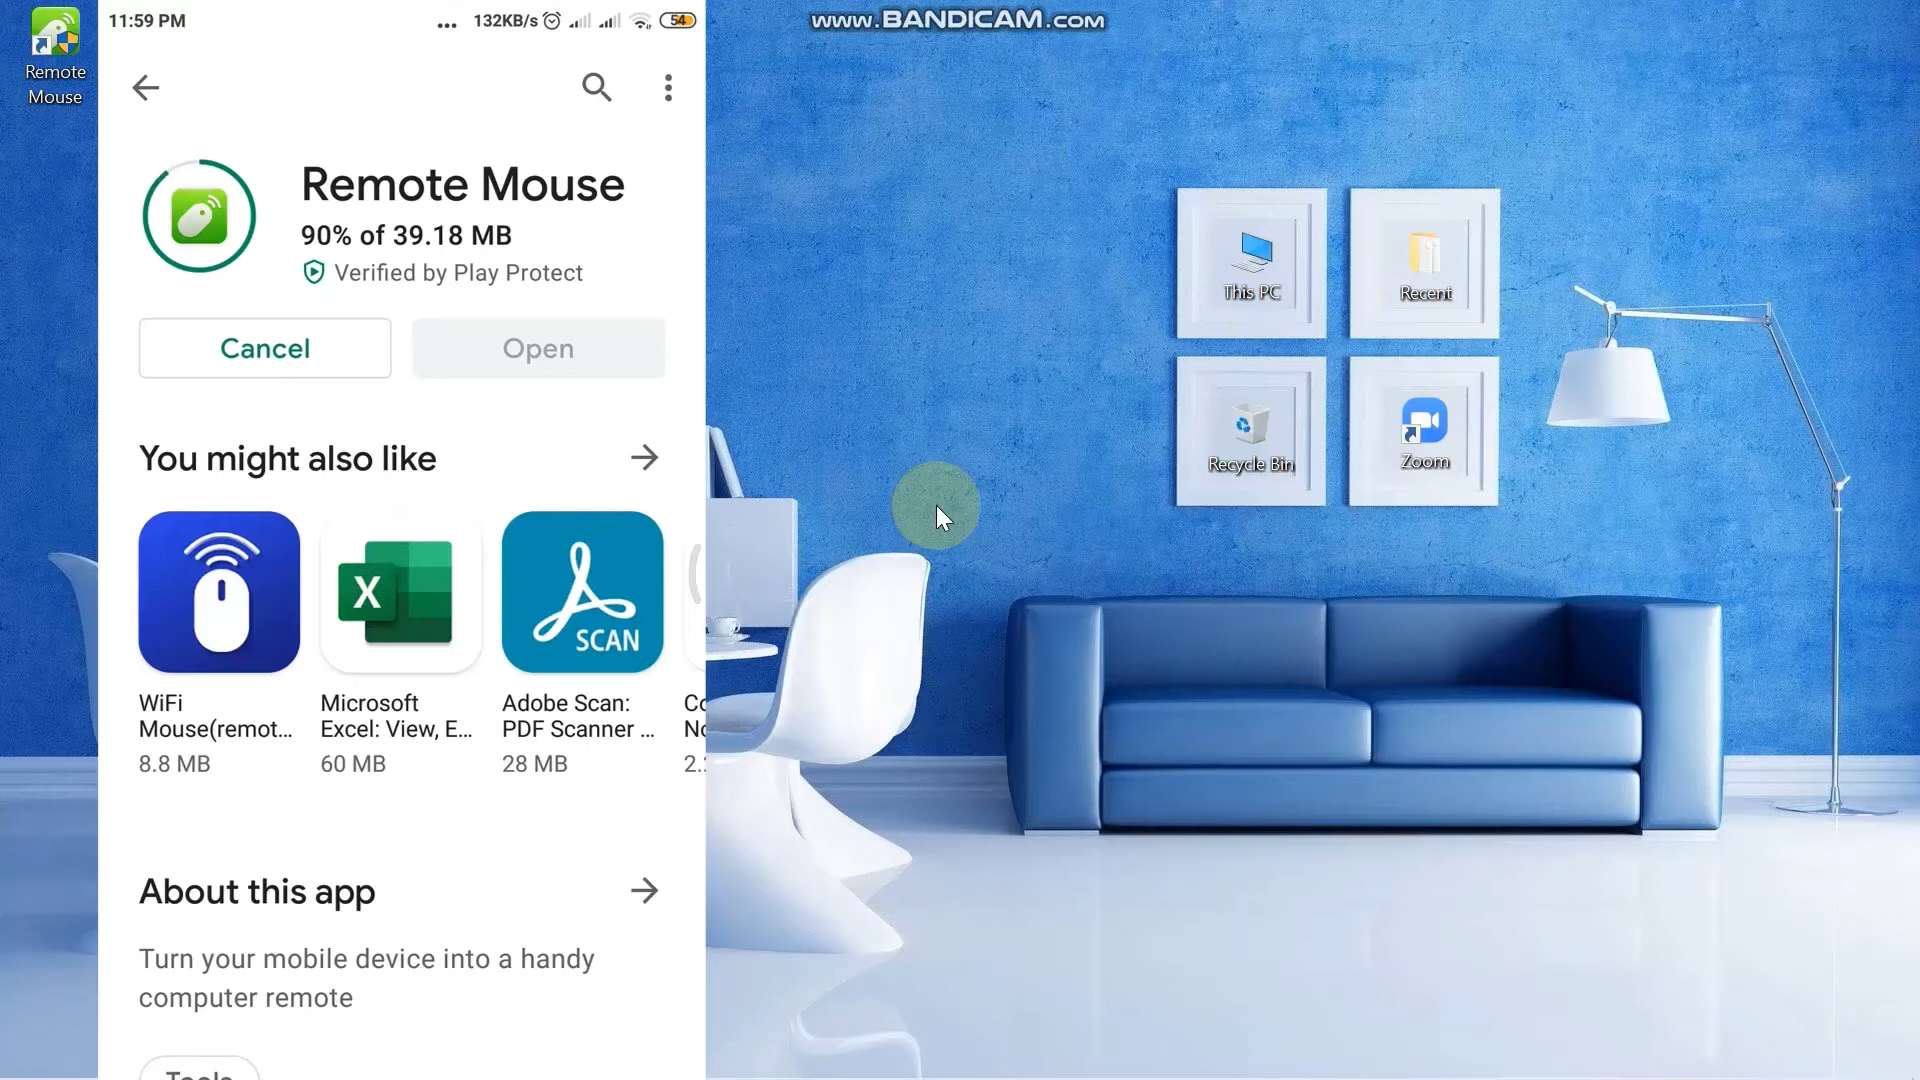 Remote
Mouse
11:59 PM
... 132KB/s 54
www.BANDICAM.com
Remote Mouse
90% of 39.18 MB
Verified by Play Protect
Cancel
Open
You might also like
X
SCAN
WiFi
Mouse(remot...
8.8 MB
Microsoft
Excel: View, E...
60 MB
Adobe Scan:
PDF Scanner ...
28 MB
About this app
Turn your mobile device into a handy
computer remote
Tools
This PC
Recent
Recycle Bin
Zoom